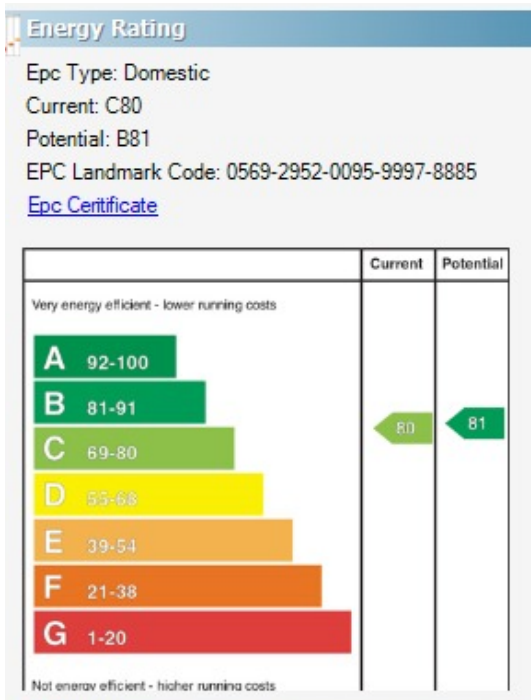 Energy Rating
Epc Type: Domestic
Current: C80
Potential: B81
EPC Landmark Code: 0569-2952-0095-9997-8885
Epc Ceritificate
Current Potential
Very energy efficient - lower running costs
A 92-100
B 81-91
80 81
C 69-80
D 55-68
E 39-54
F 21-38
G 1-20
Not energy efficient - higher running costs